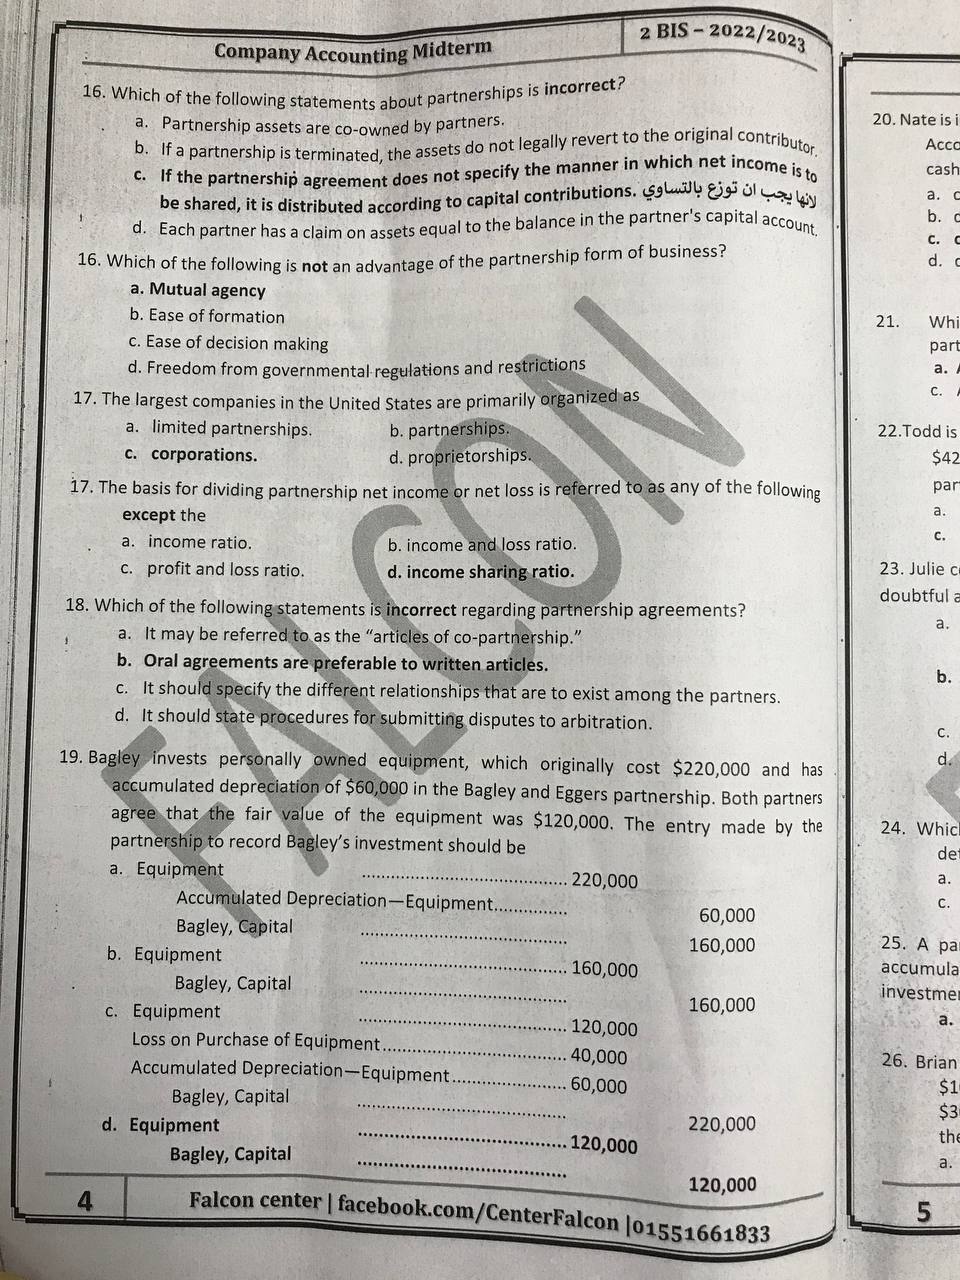 Company Accounting Midterm
2 BIS – 2022/2023
16. Which of the following statements about partnerships is incorrect?
a. Partnership assets are co-owned by partners.
b. If a partnership is terminated, the assets do not legally revert to the original contributor.
c. If the partnership agreement does not specify the manner in which net income is to
be shared, it is distributed according to capital contributions. لانها يجب ان توزع بالتساوي
d. Each partner has a claim on assets equal to the balance in the partner's capital account.
16. Which of the following is not an advantage of the partnership form of business?
a. Mutual agency
b. Ease of formation
c. Ease of decision making
d. Freedom from governmental regulations and restrictions
17. The largest companies in the United States are primarily organized as
a. limited partnerships. b. partnerships.
c. corporations. d. proprietorships.
17. The basis for dividing partnership net income or net loss is referred to as any of the following
except the
a. income ratio. b. income and loss ratio.
c. profit and loss ratio. d. income sharing ratio.
18. Which of the following statements is incorrect regarding partnership agreements?
a. It may be referred to as the “articles of co-partnership.”
b. Oral agreements are preferable to written articles.
c. It should specify the different relationships that are to exist among the partners.
d. It should state procedures for submitting disputes to arbitration.
19. Bagley invests personally owned equipment, which originally cost $220,000 and has
accumulated depreciation of $60,000 in the Bagley and Eggers partnership. Both partners
agree that the fair value of the equipment was $120,000. The entry made by the
partnership to record Bagley’s investment should be
a. Equipment ........................................ 220,000
Accumulated Depreciation—Equipment.............. 60,000
Bagley, Capital ........................................ 160,000
b. Equipment ........................................ 160,000
Bagley, Capital ........................................ 160,000
c. Equipment ........................................ 120,000
Loss on Purchase of Equipment................................... 40,000
Accumulated Depreciation—Equipment...................... 60,000
Bagley, Capital ........................................ 220,000
d. Equipment ........................................ 120,000
Bagley, Capital ........................................ 120,000
4
Falcon center | facebook.com/CenterFalcon |01551661833
FALCON
20. Nate is
Acco
cash
a.
b.
c.
d.
21. Whi
part
a.
c.
22.Todd is
$42
par
a.
c.
23. Julie c
doubtful a
a.
b.
c.
d.
24. Whic
det
a.
c.
25. A pa
accumula
investme
a.
26. Brian
$1
$3
the
a.
5